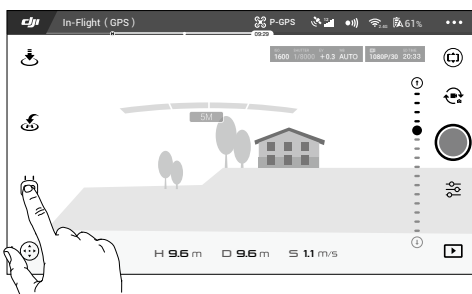 dji In-Flight ( GPS ) P-GPS 61%
09:29
1600 1/8000 +0.3 AUTO 1080P/30 20:33
5M
H 9.6 m D 9.6 m S 1.1 m/s